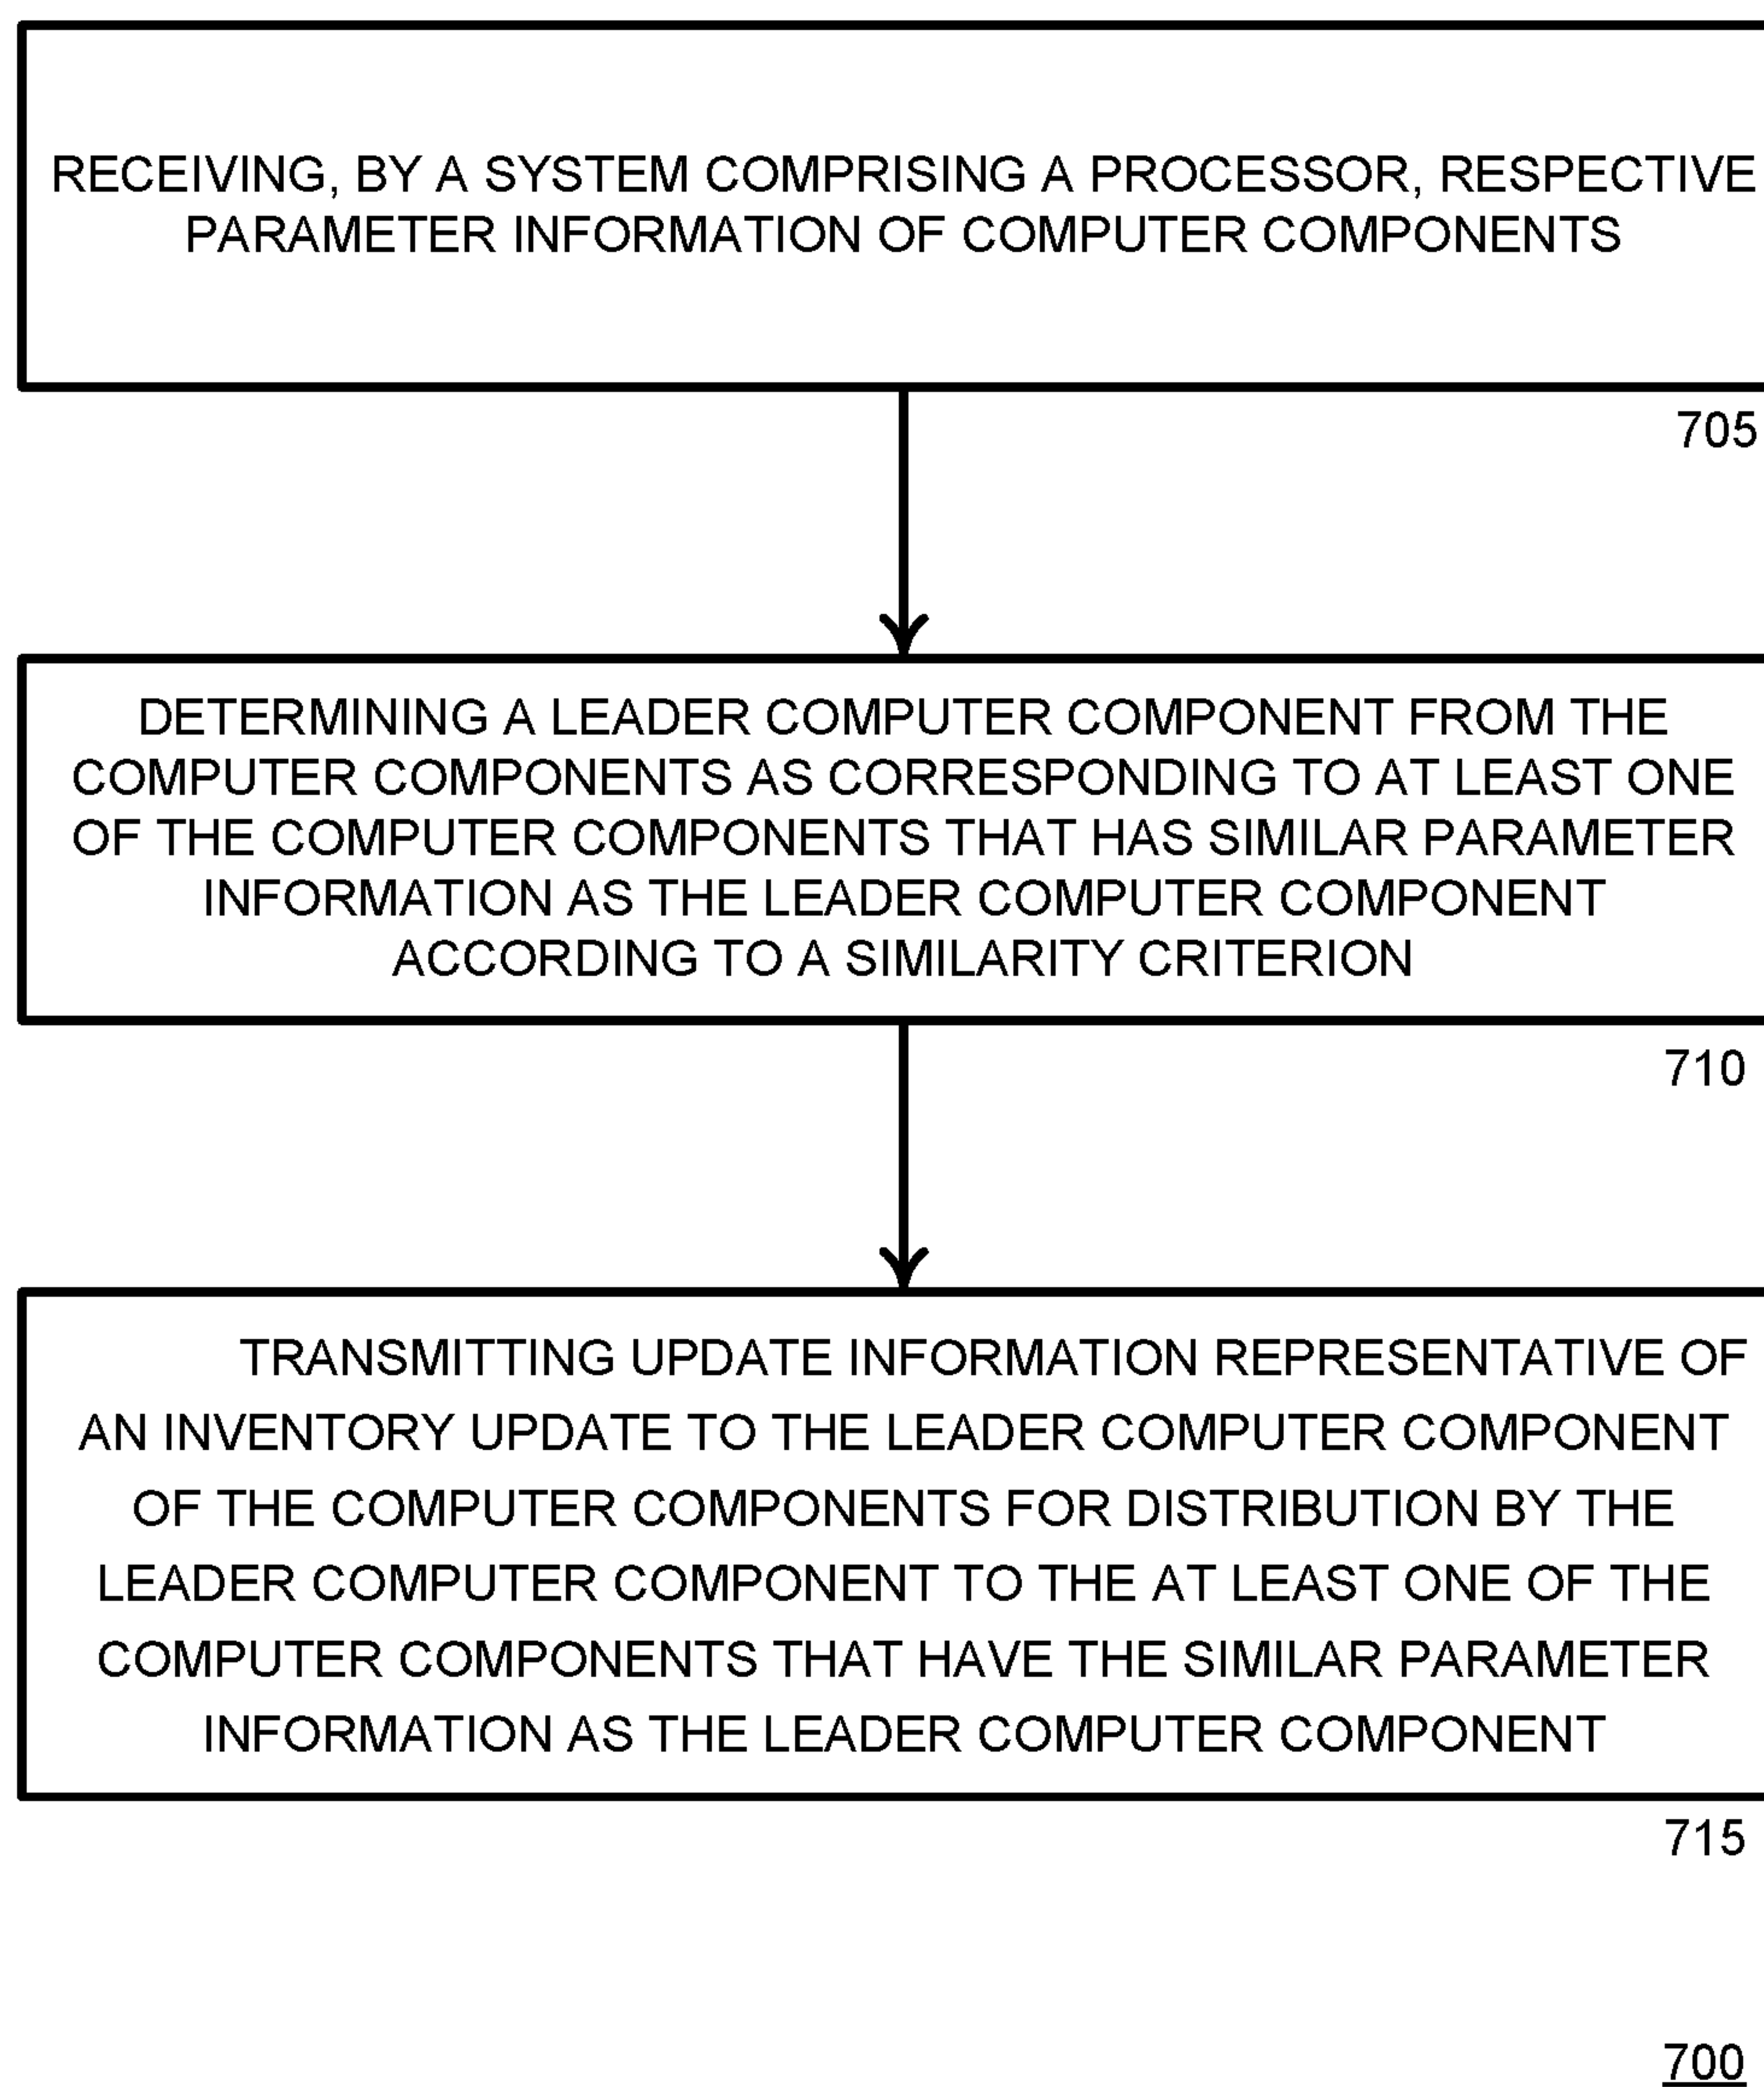 RECEIVING, BY A SYSTEM COMPRISING A PROCESSOR, RESPECTIVE
PARAMETER INFORMATION OF COMPUTER COMPONENTS
705
DETERMINING A LEADER COMPUTER COMPONENT FROM THE
COMPUTER COMPONENTS AS CORRESPONDING TO AT LEAST ONE
OF THE COMPUTER COMPONENTS THAT HAS SIMILAR PARAMETER
INFORMATION AS THE LEADER COMPUTER COMPONENT
ACCORDING TO A SIMILARITY CRITERION
710
TRANSMITTING UPDATE INFORMATION REPRESENTATIVE OF
AN INVENTORY UPDATE TO THE LEADER COMPUTER COMPONENT
OF THE COMPUTER COMPONENTS FOR DISTRIBUTION BY THE
LEADER COMPUTER COMPONENT TO THE AT LEAST ONE OF THE
COMPUTER COMPONENTS THAT HAVE THE SIMILAR PARAMETER
INFORMATION AS THE LEADER COMPUTER COMPONENT
715
700